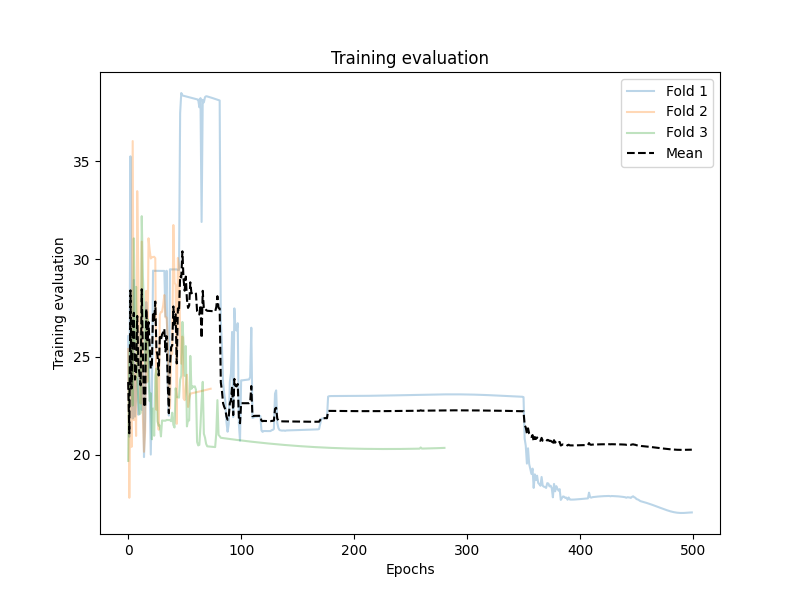 Training evaluation
Fold 1
Fold 2
Fold 3
Mean
Training evaluation
35
30
25
20
0 100 200 300 400 500
Epochs